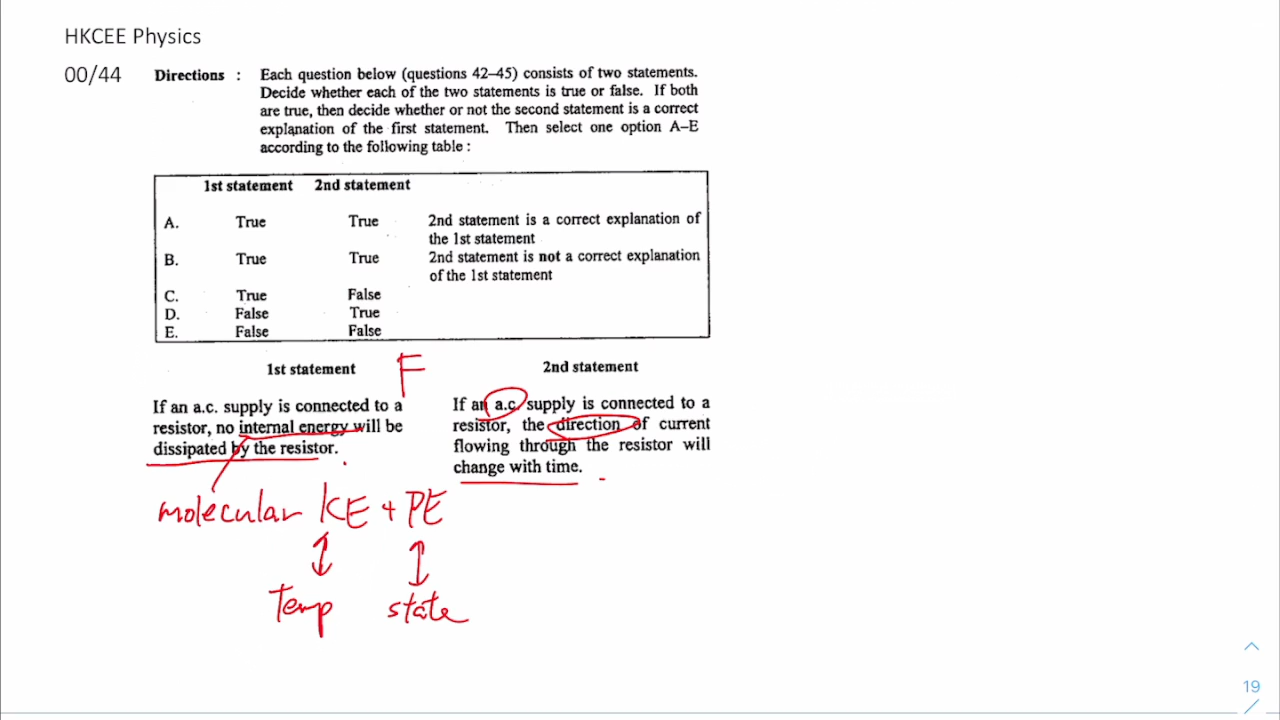 HKCEE Physics
00/44
Directions : Each question below (questions 42–45) consists of two statements.
Decide whether each of the two statements is true or false. If both
are true, then decide whether or not the second statement is a correct
explanation of the first statement. Then select one option A–E
according to the following table :
1st statement 2nd statement
A. True True 2nd statement is a correct explanation of
the 1st statement
B. True True 2nd statement is not a correct explanation
of the 1st statement
C. True False
D. False True
E. False False
1st statement F
If an a.c. supply is connected to a
resistor, no internal energy will be
dissipated by the resistor.
2nd statement
If an a.c. supply is connected to a
resistor, the direction of current
flowing through the resistor will
change with time.
molecular KE + PE
Temp state
19